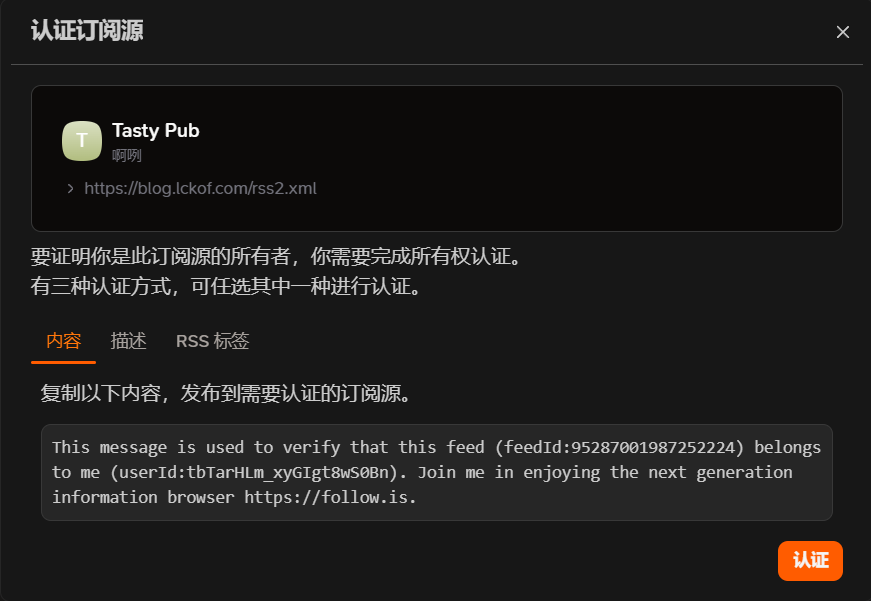 认证订阅源
T
Tasty Pub
啊咧
https://blog.lckof.com/rss2.xml
要证明你是此订阅源的所有者，你需要完成所有权认证。
有三种认证方式，可任选其中一种进行认证。
内容 描述 RSS 标签
复制以下内容，发布到需要认证的订阅源。
This message is used to verify that this feed (feedId:95287001987252224) belongs
to me (userId:tbTarHLm_xyGIgt8wS0Bn). Join me in enjoying the next generation
information browser https://follow.is.
认证